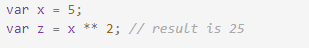 var x = 5;
var z = x ** 2; // result is 25